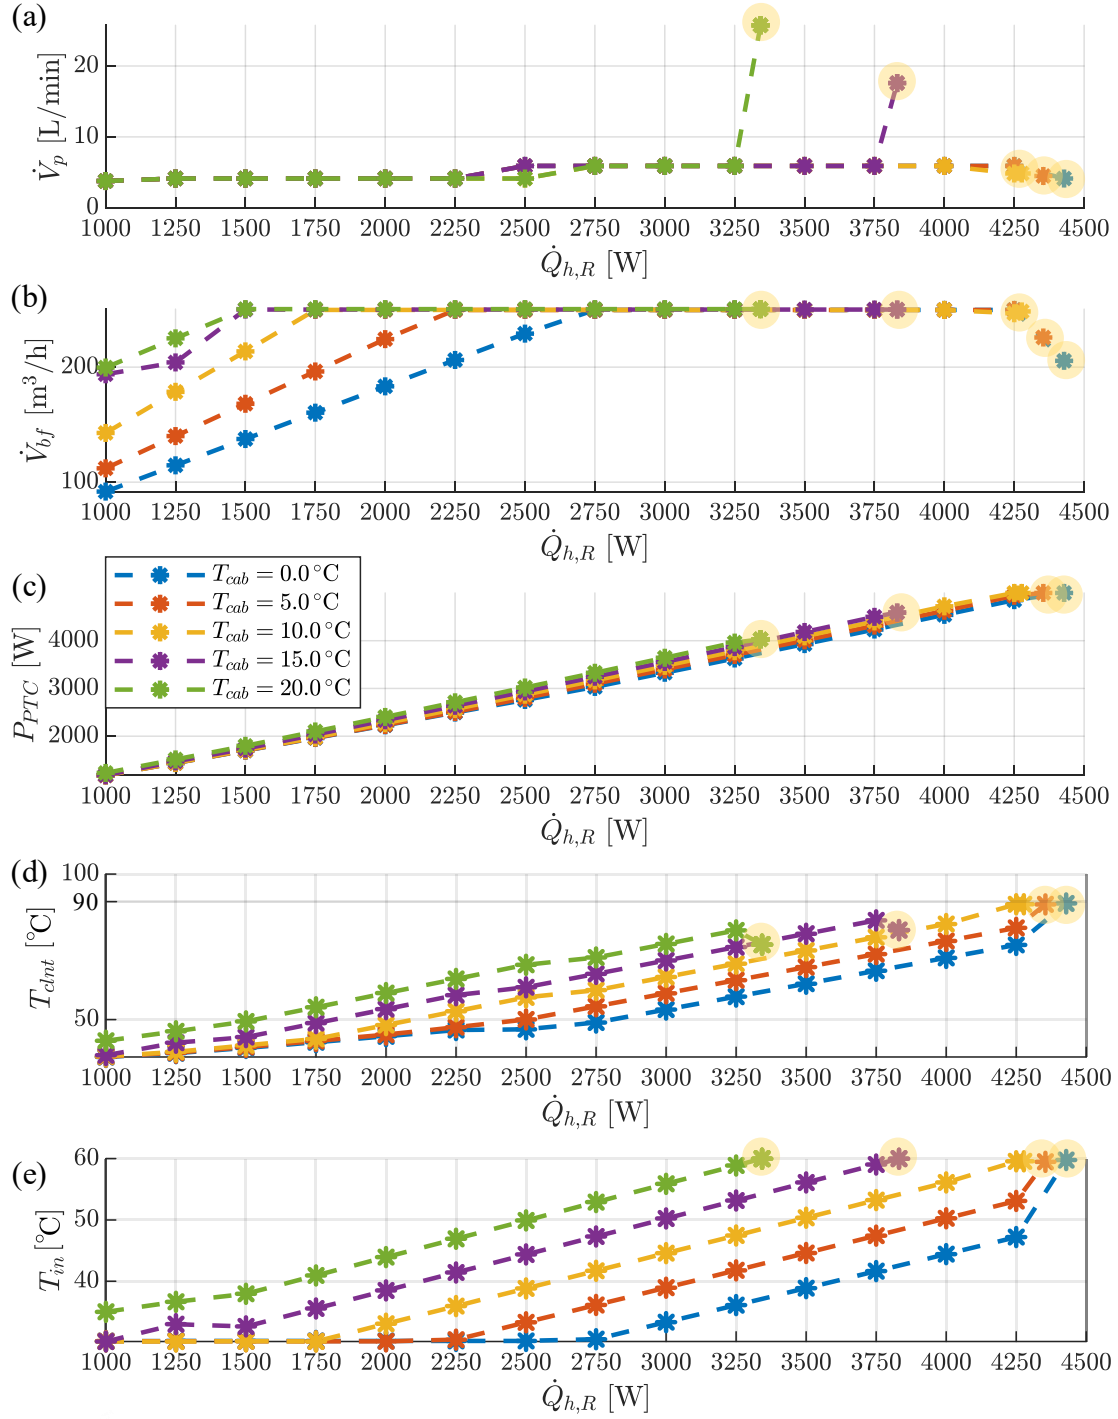 (a)
V̇p [L/min]
20
10
0
1000 1250 1500 1750 2000 2250 2500 2750 3000 3250 3500 3750 4000 4250 4500
Q̇h,R [W]
(b)
V̇bf [m³/h]
200
100
1000 1250 1500 1750 2000 2250 2500 2750 3000 3250 3500 3750 4000 4250 4500
Q̇h,R [W]
(c)
PPTC [W]
Tcab = 0.0 °C
Tcab = 5.0 °C
Tcab = 10.0 °C
Tcab = 15.0 °C
Tcab = 20.0 °C
4000
3000
2000
1000 1250 1500 1750 2000 2250 2500 2750 3000 3250 3500 3750 4000 4250 4500
Q̇h,R [W]
(d)
Tclnt [°C]
100
90
50
1000 1250 1500 1750 2000 2250 2500 2750 3000 3250 3500 3750 4000 4250 4500
Q̇h,R [W]
(e)
Tin [°C]
60
50
40
1000 1250 1500 1750 2000 2250 2500 2750 3000 3250 3500 3750 4000 4250 4500
Q̇h,R [W]